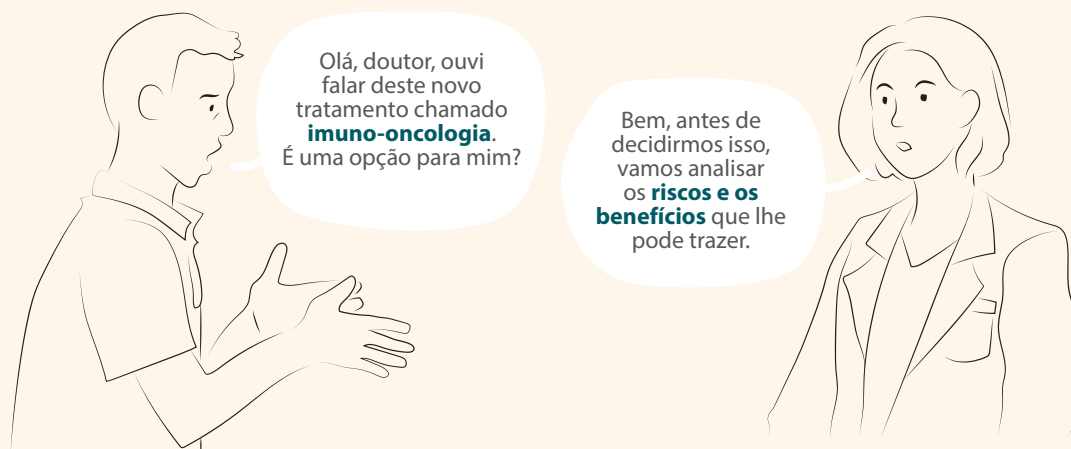 Olá, doutor, ouvi
falar deste novo
tratamento chamado
imuno-oncologia.
É uma opção para mim?
Bem, antes de
decidirmos isso,
vamos analisar
os riscos e os
benefícios que lhe
pode trazer.